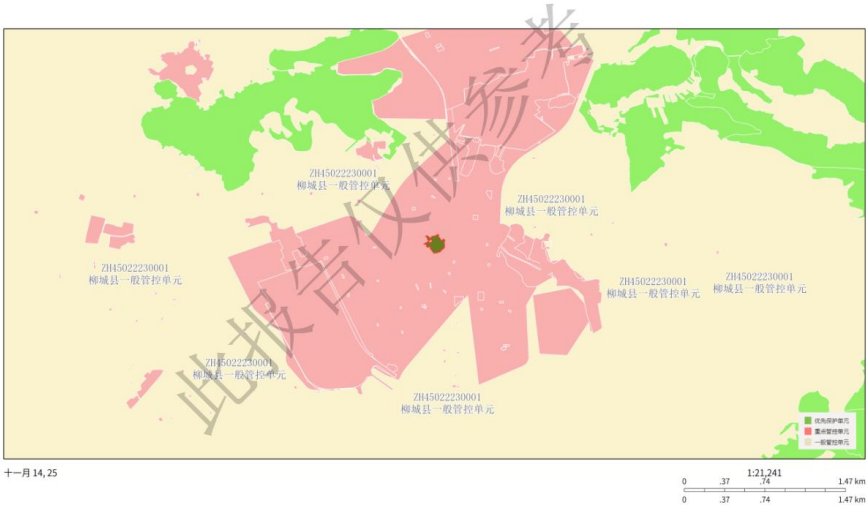 此报告仅供参考
ZH45022230001
柳城县一般管控单元
ZH45022230001
柳城县一般管控单元
ZH45022230001
柳城县一般管控单元
ZH45022230001
柳城县一般管控单元
ZH45022230001
柳城县一般管控单元
ZH45022230001
柳城县一般管控单元
ZH45022230001
柳城县一般管控单元
优先保护单元
重点管控单元
一般管控单元
十一月 14, 25
1:21,241
0 .37 .74 1.47 km
0 .37 .74 1.47 km